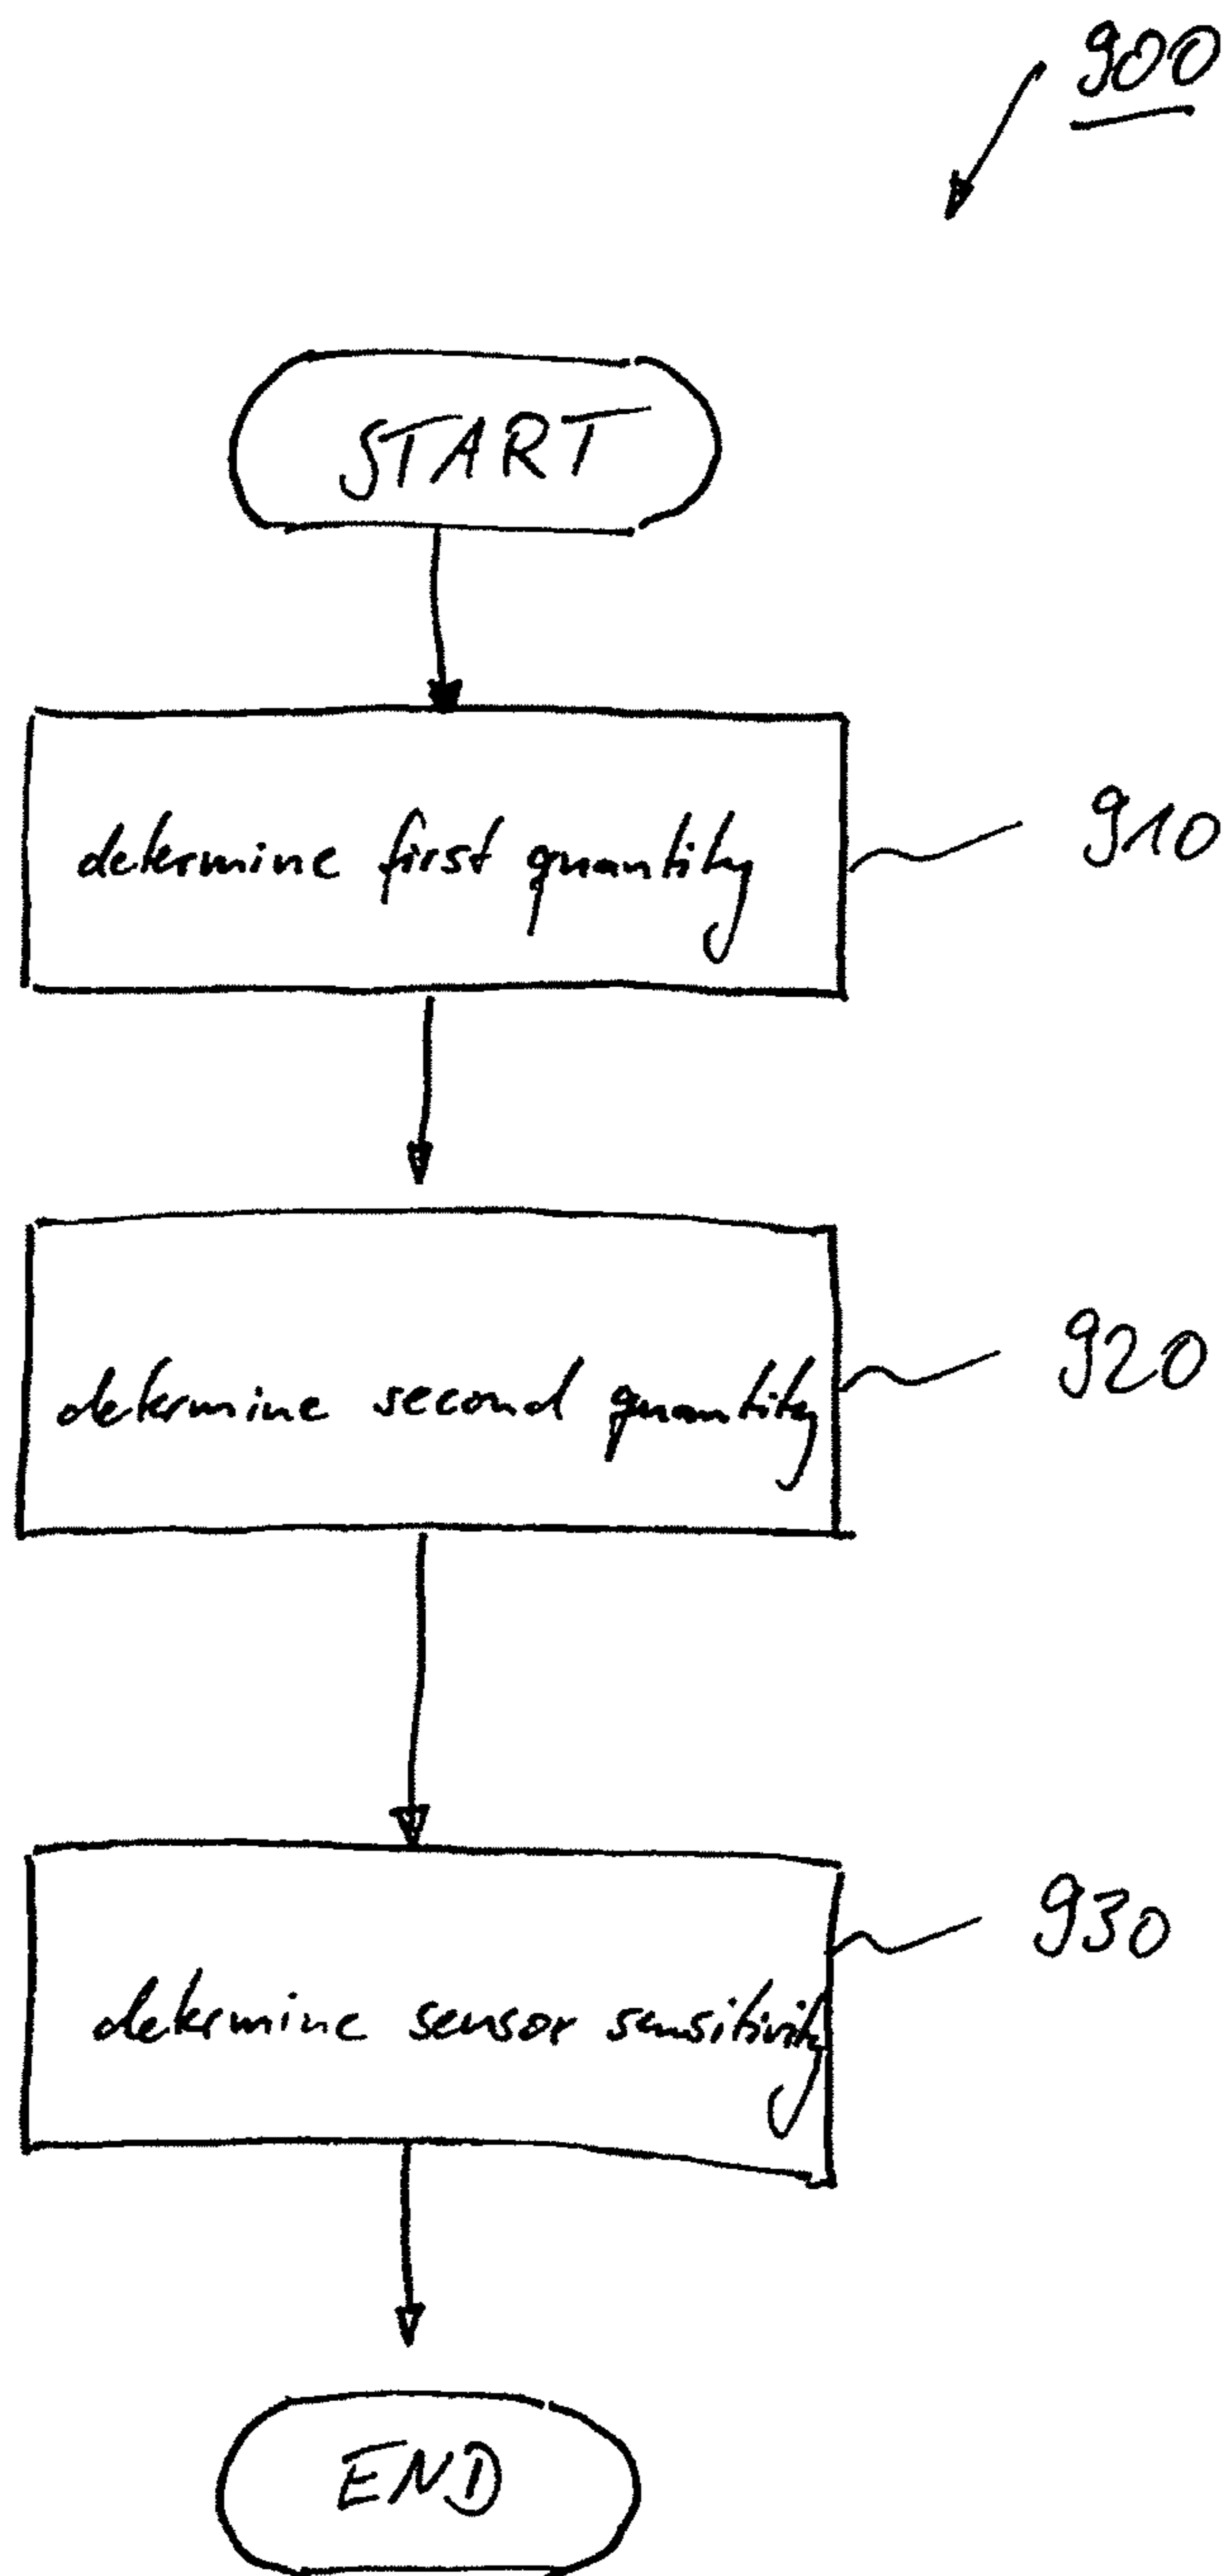 900
START
determine first quantity
910
determine second quantity
920
determine sensor sensitivity
930
END